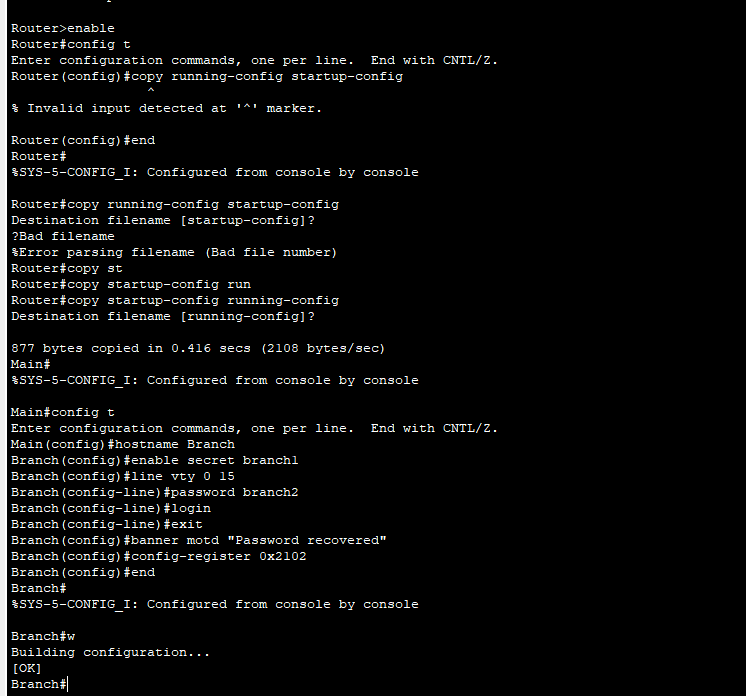 Router>enable
Router#config t
Enter configuration commands, one per line.  End with CNTL/Z.
Router(config)#copy running-config startup-config
^
% Invalid input detected at '^' marker.
Router(config)#end
Router#
%SYS-5-CONFIG_I: Configured from console by console
Router#copy running-config startup-config
Destination filename [startup-config]?
?Bad filename
%Error parsing filename (Bad file number)
Router#copy st
Router#copy startup-config run
Router#copy startup-config running-config
Destination filename [running-config]?
877 bytes copied in 0.416 secs (2108 bytes/sec)
Main#
%SYS-5-CONFIG_I: Configured from console by console
Main#config t
Enter configuration commands, one per line.  End with CNTL/Z.
Main(config)#hostname Branch
Branch(config)#enable secret branch1
Branch(config)#line vty 0 15
Branch(config-line)#password branch2
Branch(config-line)#login
Branch(config-line)#exit
Branch(config)#banner motd "Password recovered"
Branch(config)#config-register 0x2102
Branch(config)#end
Branch#
%SYS-5-CONFIG_I: Configured from console by console
Branch#w
Building configuration...
[OK]
Branch#